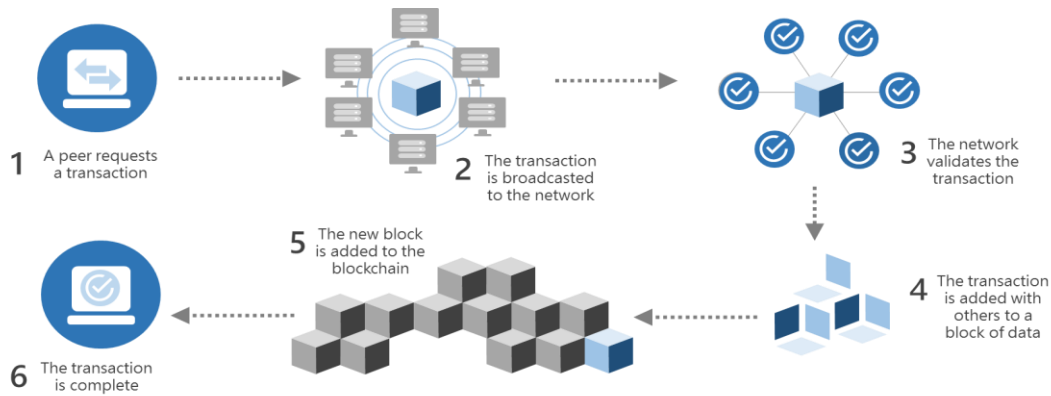 1 A peer requests
a transaction
2 The transaction
is broadcasted
to the network
3 The network
validates the
transaction
4 The transaction
is added with
others to a
block of data
5 The new block
is added to the
blockchain
6 The transaction
is complete